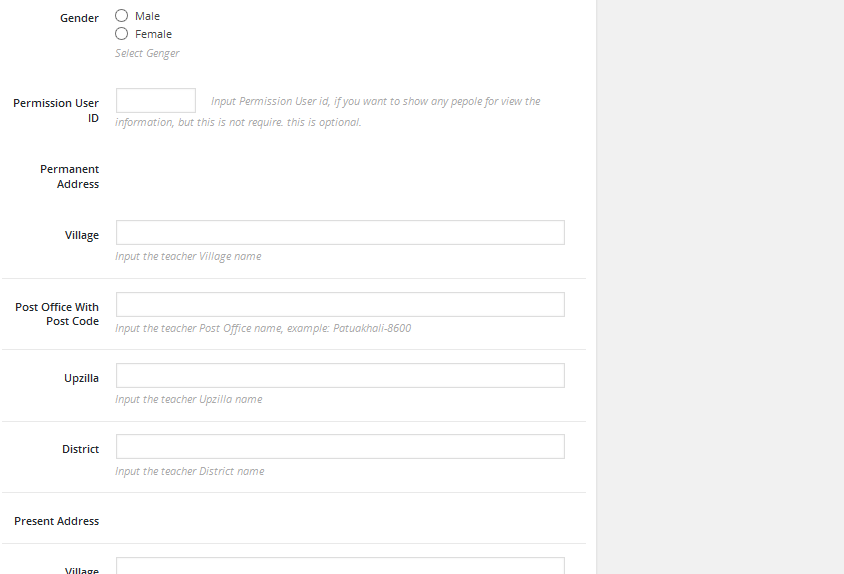 Gender
Male
Female
Select Genger
Permission User
ID
Input Permission User id, if you want to show any pepole for view the
information, but this is not require. this is optional.
Permanent
Address
Village
Input the teacher Village name
Post Office With
Post Code
Input the teacher Post Office name, example: Patuakhali-8600
Upzilla
Input the teacher Upzilla name
District
Input the teacher District name
Present Address
Village